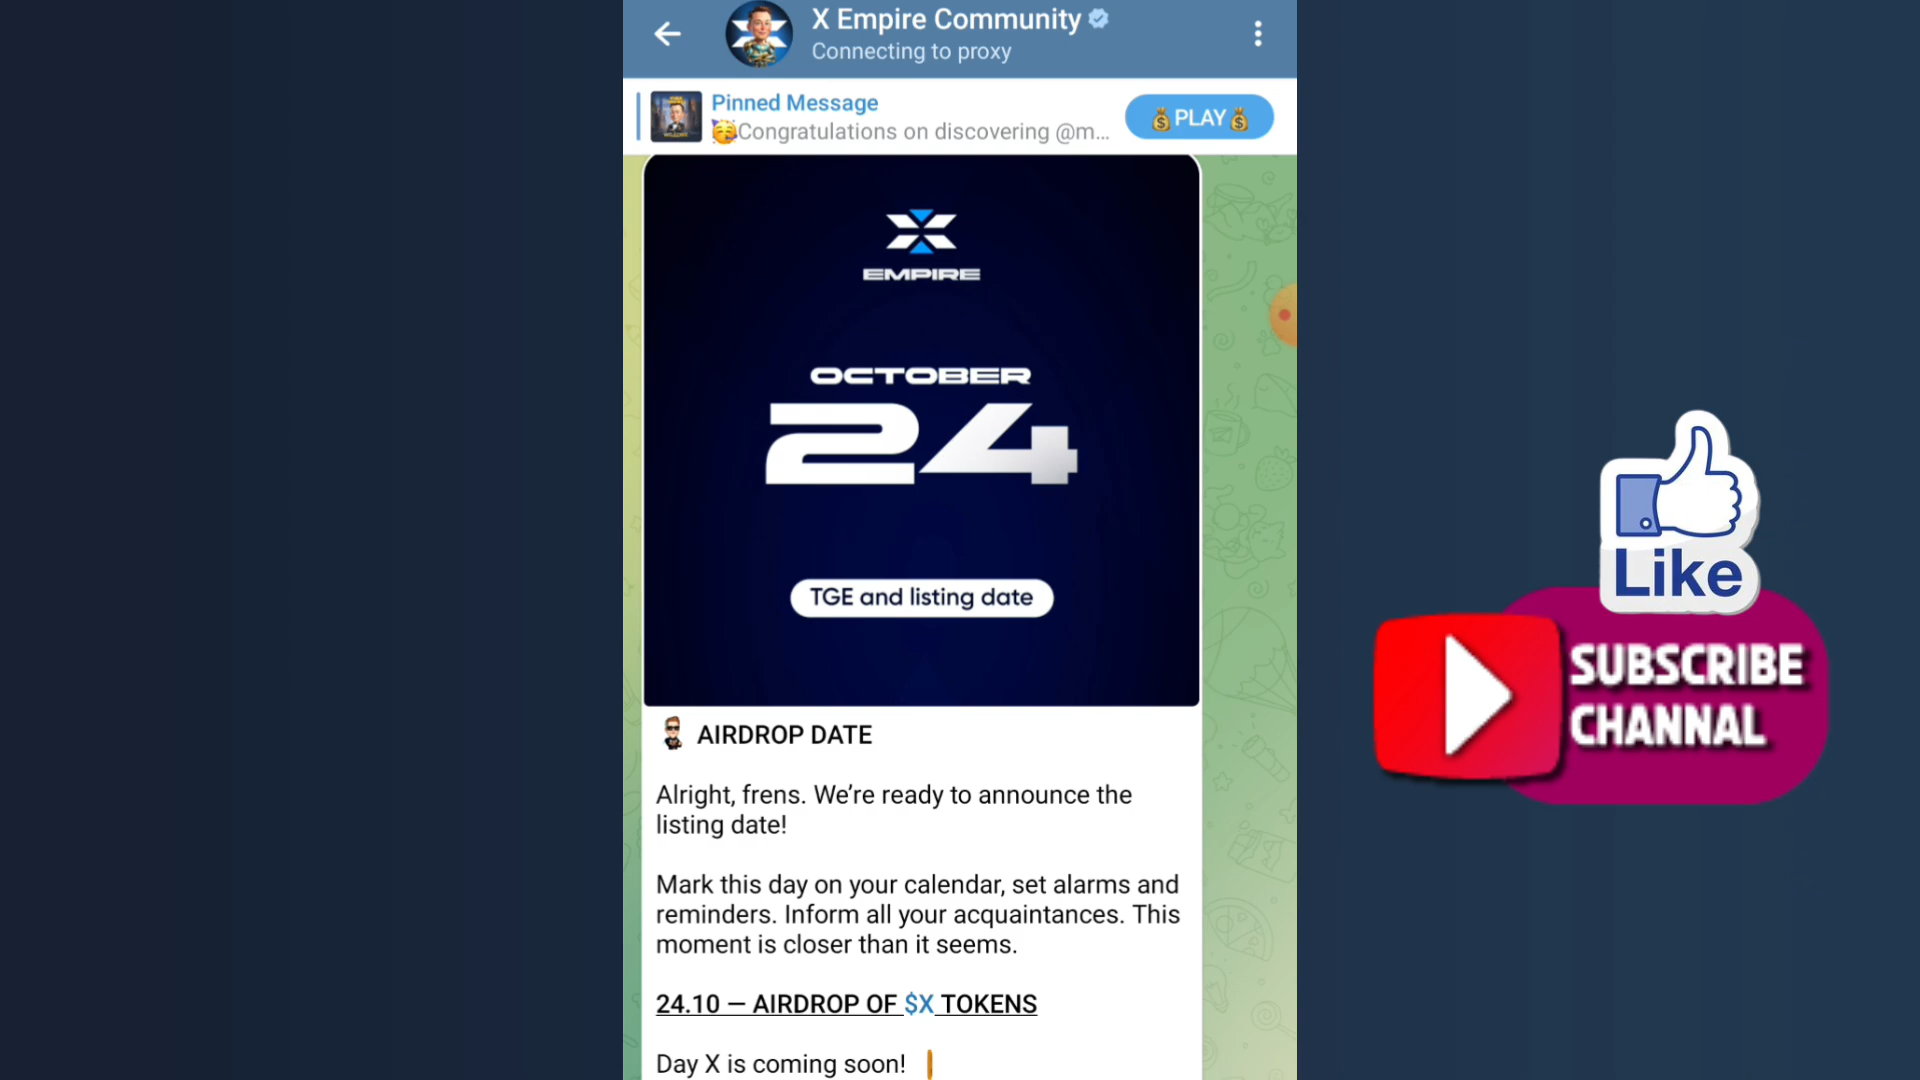 X Empire Community
Connecting to proxy
Pinned Message
🥳Congratulations on discovering @m...
💰PLAY💰
EMPIRE
OCTOBER
24
TGE and listing date
AIRDROP DATE
Alright, frens. We’re ready to announce the
listing date!
Mark this day on your calendar, set alarms and
reminders. Inform all your acquaintances. This
moment is closer than it seems.
24.10 — AIRDROP OF $X TOKENS
Day X is coming soon!
Like
SUBSCRIBE
CHANNAL